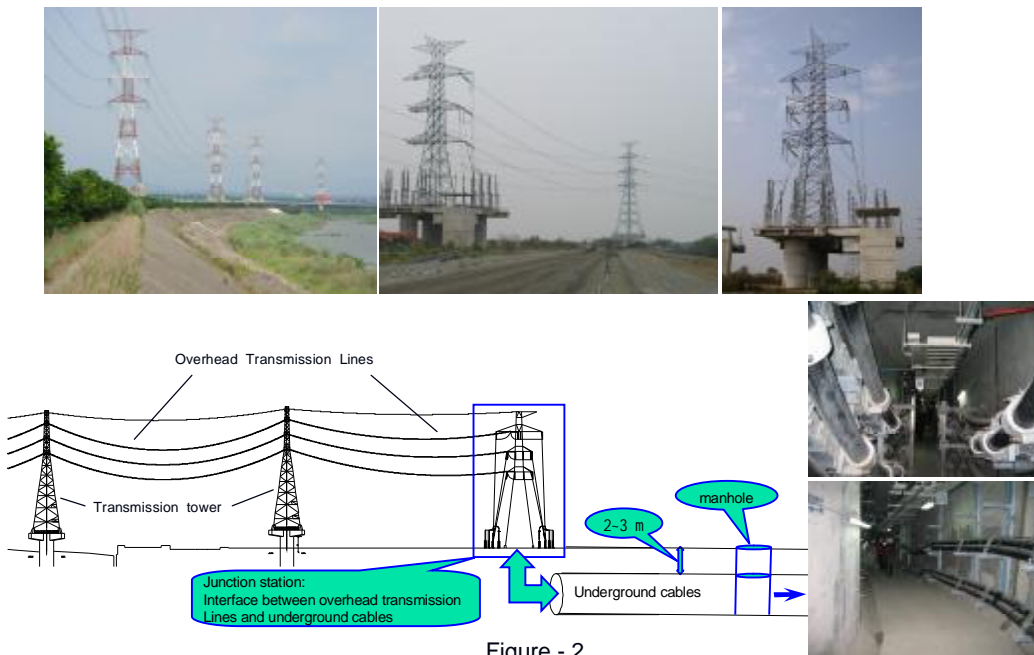 Overhead Transmission Lines
Transmission tower
manhole
2~3 m
Junction station:
Interface between overhead transmission
Lines and underground cables
Underground cables
Figure - 2